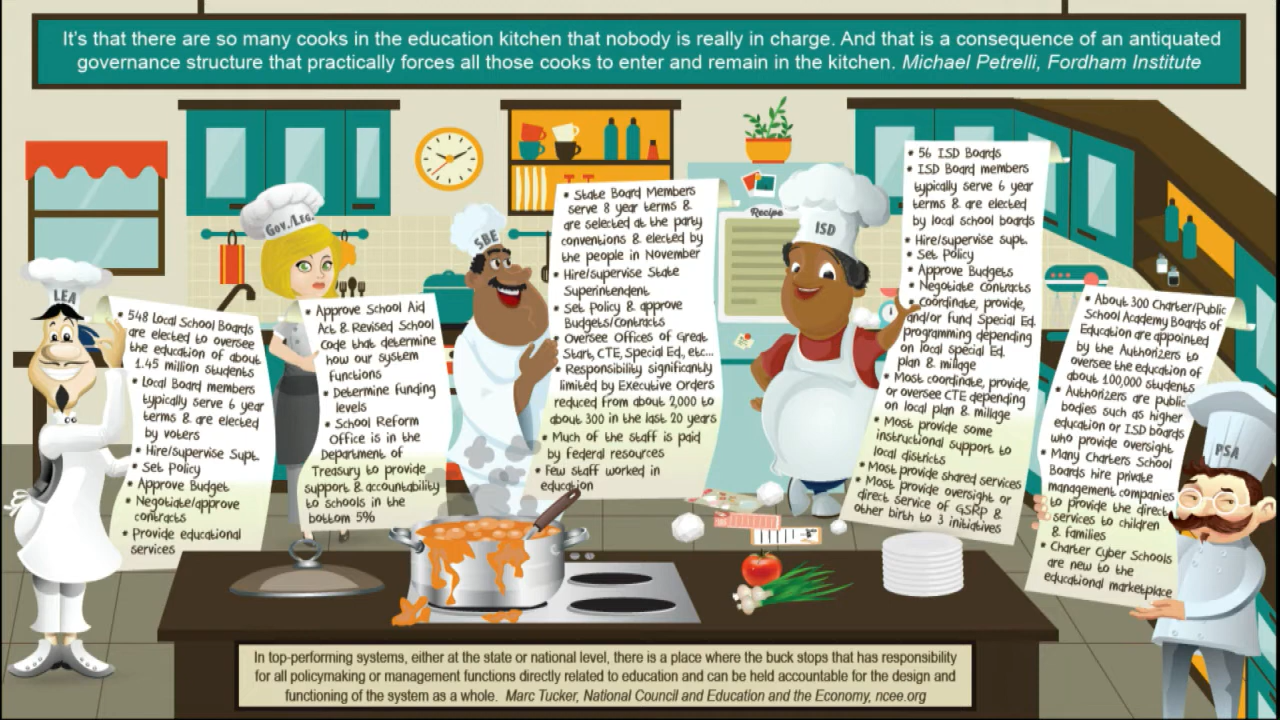 It's that there are so many cooks in the education kitchen that nobody is really in charge. And that is a consequence of an antiquated
governance structure that practically forces all those cooks to enter and remain in the kitchen. Michael Petrelli, Fordham Institute
LEA
• 548 Local School Boards
are elected to oversee
the education of about
1.45 million students
• Local Board members
typically serve 6 year
terms & are elected
by voters
• Hire/supervise Supt.
• Set Policy
• Approve Budget
• Negotiate/approve
contracts
• Provide educational
services
Gov./Leg.
• Approve School Aid
Act & Revised School
Code that determine
how our system
functions
• Determine funding
levels
• School Reform
Office is in the
Department of
Treasury to provide
support & accountability
to schools in the
bottom 5%
SBE
• State Board Members
serve 8 year terms &
are selected at the party
conventions & elected by
the people in November
• Hire/supervise State
Superintendent
• Set Policy & approve
Budgets/Contracts
• Oversee Offices of Great
Start, CTE, Special Ed., etc...
• Responsibility significantly
limited by Executive Orders
reduced from about 2,000 to
about 300 in the last 20 years
• Much of the staff is paid
by federal resources
• Few staff worked in
education
Recipe
ISD
• 56 ISD Boards
• ISD Board members
typically serve 6 year
terms & are elected
by local school boards
• Hire/supervise supt.
• Set Policy
• Approve Budgets
• Negotiate Contracts
• Coordinate, provide,
and/or fund Special Ed.
programming depending
on local special Ed.
plan & millage
• Most coordinate, provide,
or oversee CTE depending
on local plan & millage
• Most provide some
instructional support to
local districts
• Most provide shared services
• Most provide oversight or
direct service of GSRP &
other birth to 3 initiatives
• About 300 Charter/Public
School Academy Boards of
Education are appointed
by the Authorizers to
oversee the education of
about 100,000 students
• Authorizers are public
bodies such as higher
education or ISD boards
who provide oversight
• Many Charters School
Boards hire private
management companies
to provide the direct
services to children
& families
• Charter Cyber Schools
are new to the
educational marketplace
PSA
In top-performing systems, either at the state or national level, there is a place where the buck stops that has responsibility
for all policymaking or management functions directly related to education and can be held accountable for the design and
functioning of the system as a whole. Marc Tucker, National Council and Education and the Economy, ncee.org